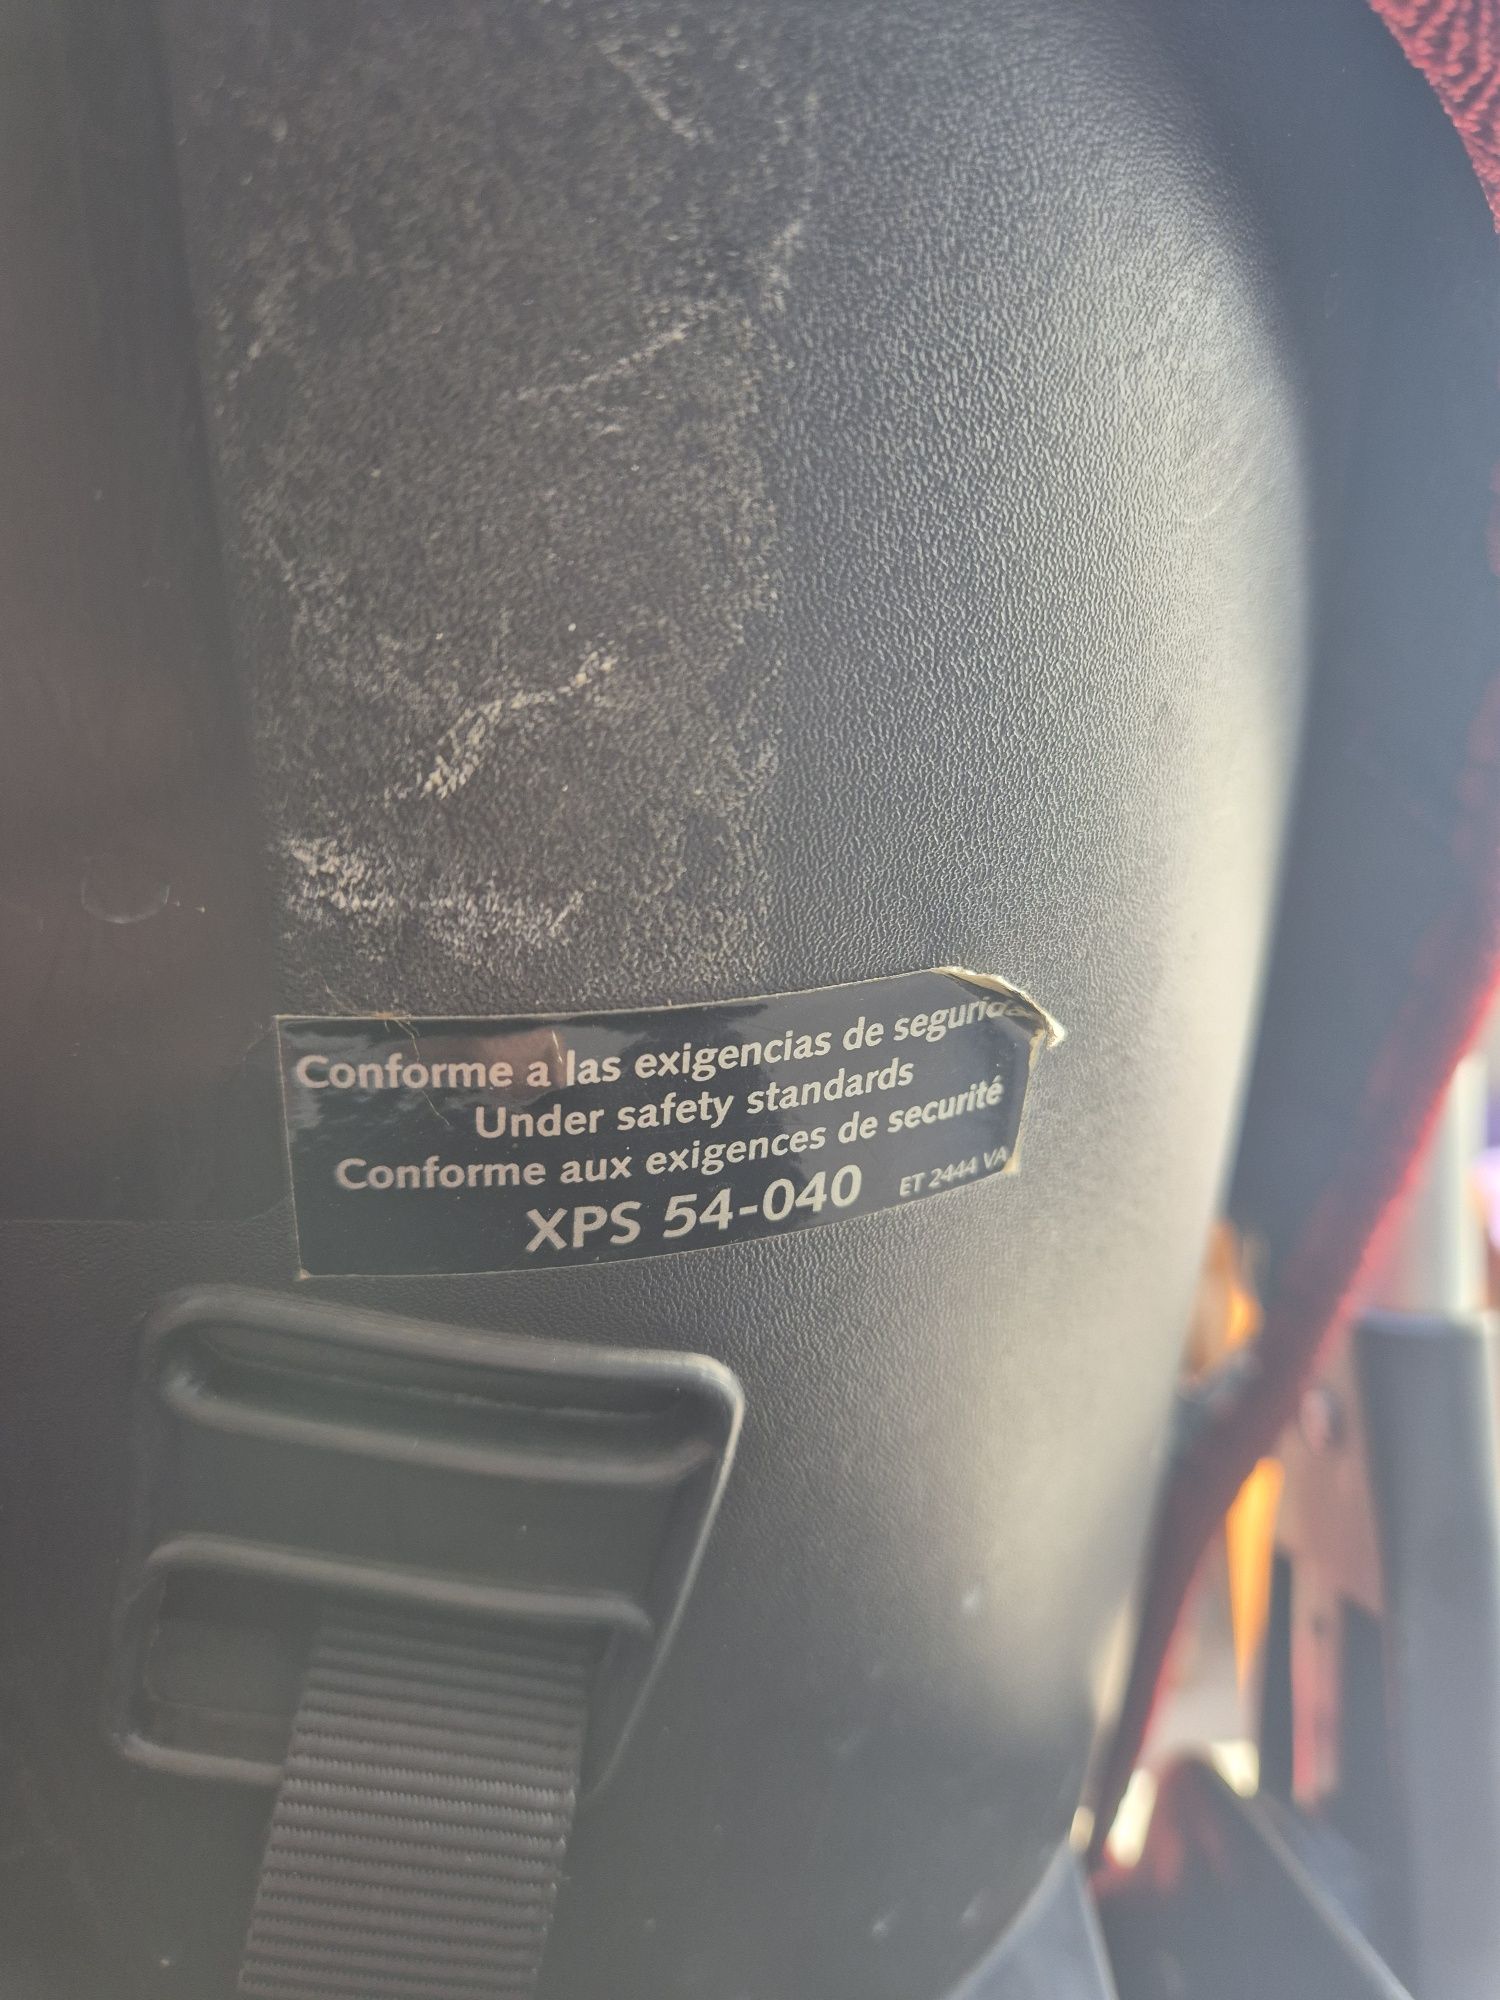 Conforme a las exigencias de segurida
Under safety standards
Conforme aux exigences de securité
XPS 54-040 ET 2444 VA